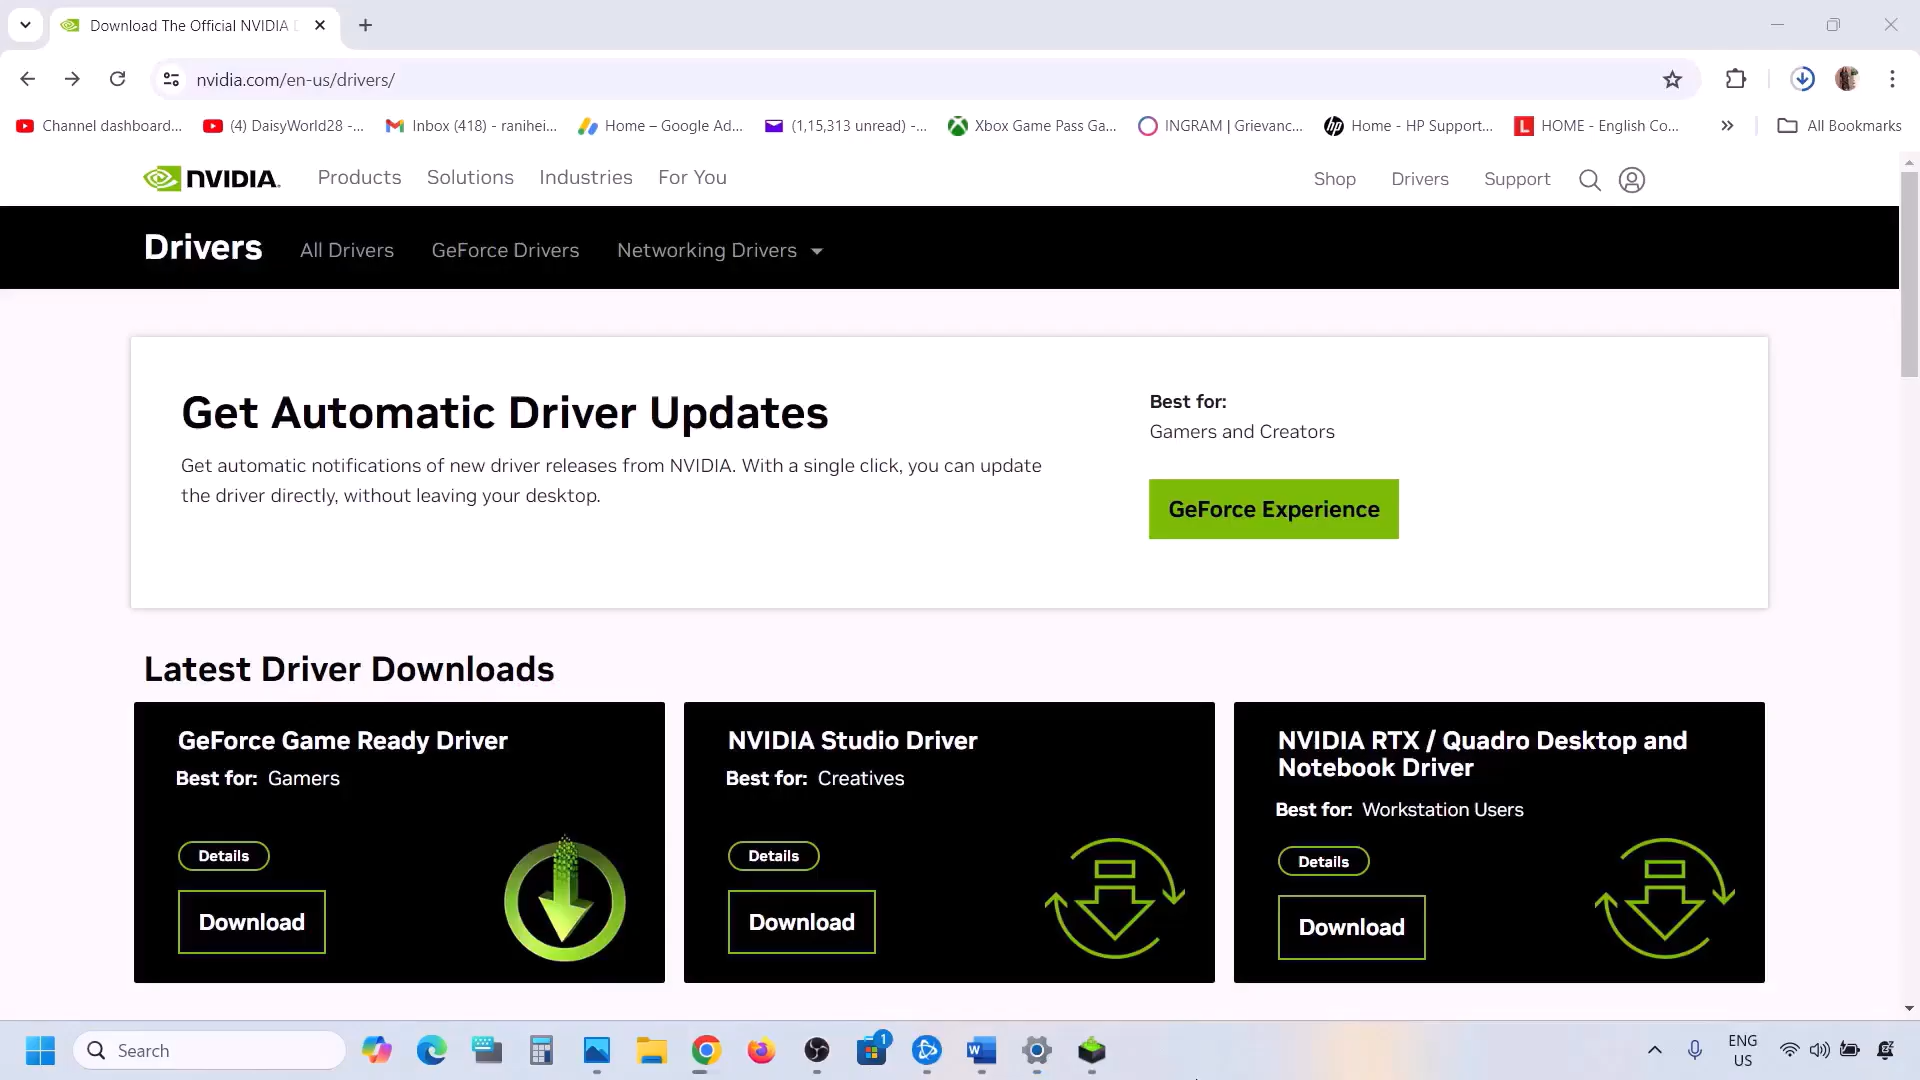 Download The Official NVIDIA
nvidia.com/en-us/drivers/
Channel dashboard...
(4) DaisyWorld28 -...
Inbox (418) - ranihei...
Home – Google Ad...
(1,15,313 unread) -...
Xbox Game Pass Ga...
INGRAM | Grievanc...
hp
Home - HP Support...
L
HOME - English Co...
All Bookmarks
NVIDIA.
Products
Solutions
Industries
For You
Shop
Drivers
Support
Drivers
All Drivers
GeForce Drivers
Networking Drivers
Get Automatic Driver Updates
Get automatic notifications of new driver releases from NVIDIA. With a single click, you can update
the driver directly, without leaving your desktop.
Best for:
Gamers and Creators
GeForce Experience
Latest Driver Downloads
GeForce Game Ready Driver
Best for: Gamers
Details
Download
NVIDIA Studio Driver
Best for: Creatives
Details
Download
NVIDIA RTX / Quadro Desktop and
Notebook Driver
Best for: Workstation Users
Details
Download
Search
1
W
ENG
US